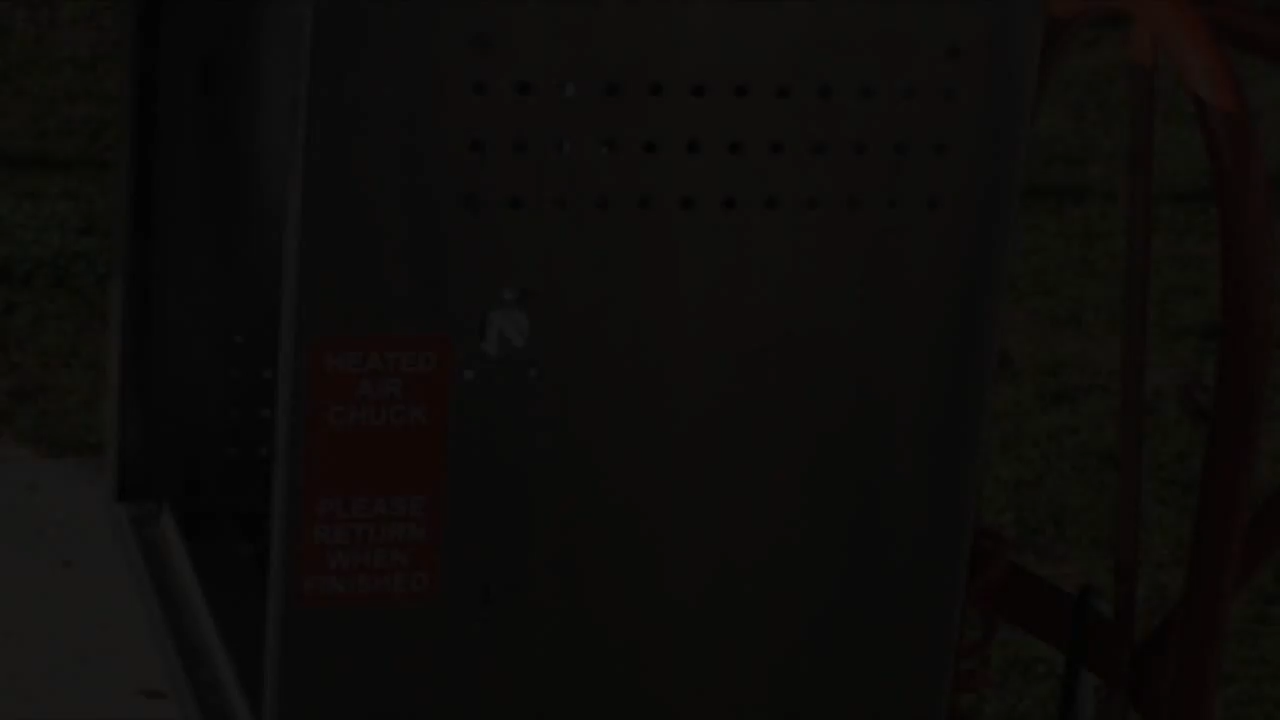 HEATED
AIR
CHUCK
PLEASE
RETURN
WHEN
FINISHED